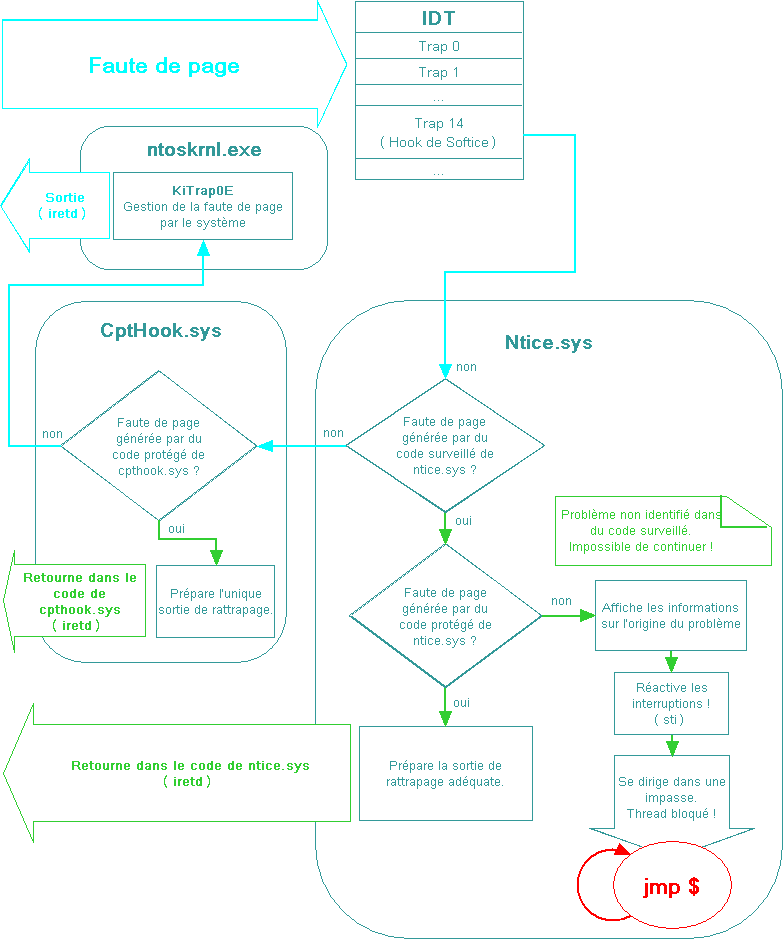 Faute de page
IDT
Trap 0
Trap 1
...
Trap 14
( Hook de Softice )
...
ntoskrnl.exe
KiTrap0E
Gestion de la faute de page
par le système
Sortie
( iretd )
CptHook.sys
Ntice.sys
non
Faute de page
générée par du
code surveillé de
ntice.sys ?
non
oui
Faute de page
générée par du
code protégé de
cpthook.sys ?
non
oui
Prépare l'unique
sortie de rattrapage.
Retourne dans le
code de
cpthook.sys
( iretd )
Problème non identifié dans
du code surveillé.
Impossible de continuer !
Faute de page
générée par du
code protégé de
ntice.sys ?
non
oui
Affiche les informations
sur l'origine du problème
Réactive les
interruptions !
( sti )
Prépare la sortie de
rattrapage adéquate.
Retourne dans le code de ntice.sys
( iretd )
Se dirige dans une
impasse.
Thread bloqué !
jmp $